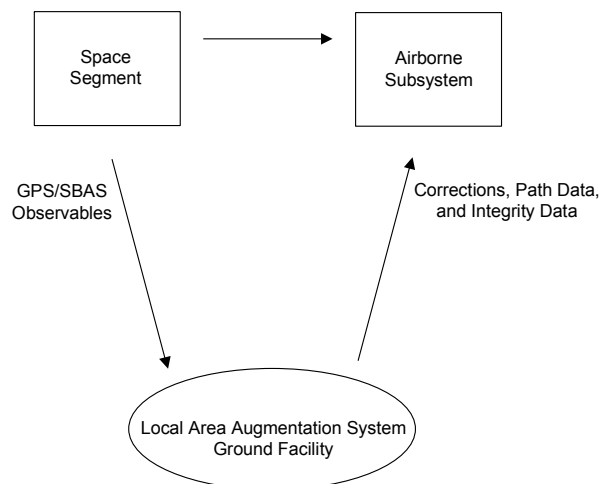 Space
Segment
Airborne
Subsystem
GPS/SBAS
Observables
Corrections, Path Data,
and Integrity Data
Local Area Augmentation System
Ground Facility